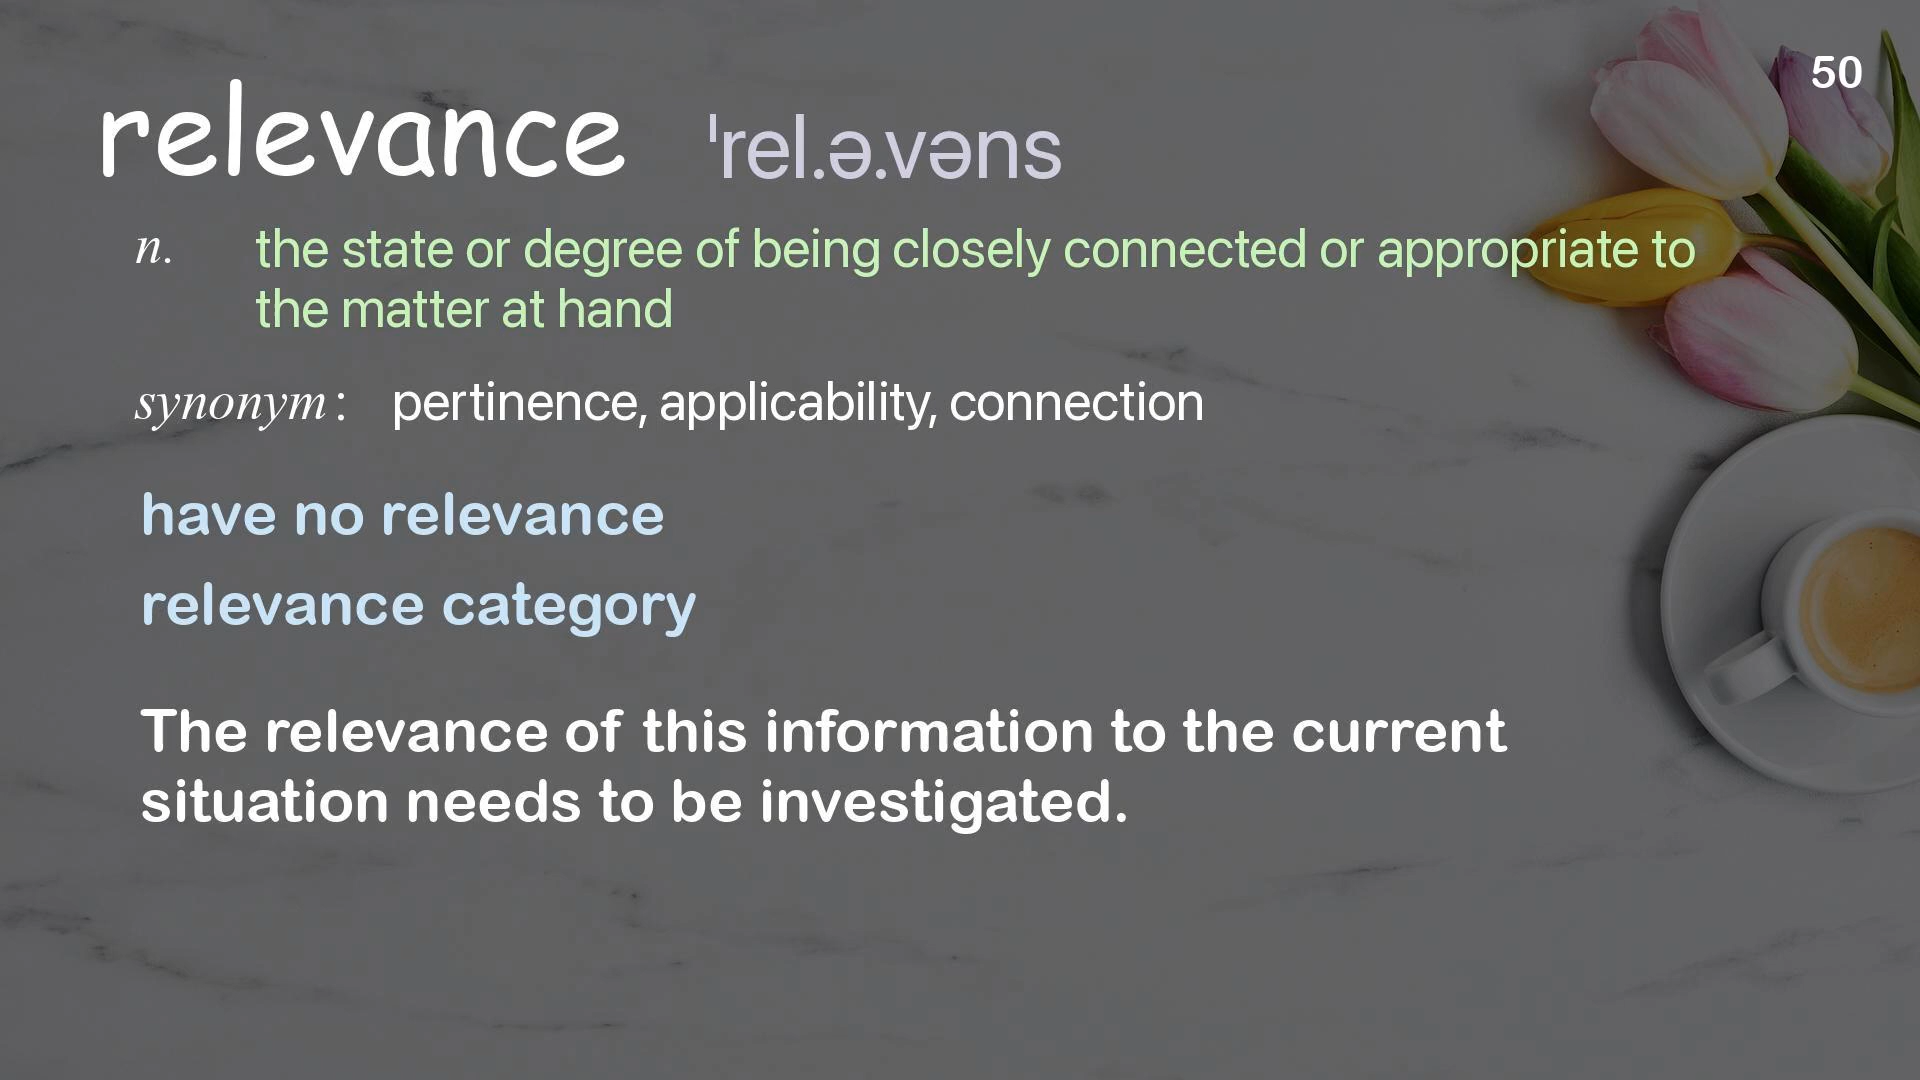 50
relevance ˈrel.ə.vəns
n. the state or degree of being closely connected or appropriate to
the matter at hand
synonym : pertinence, applicability, connection
have no relevance
relevance category
The relevance of this information to the current
situation needs to be investigated.